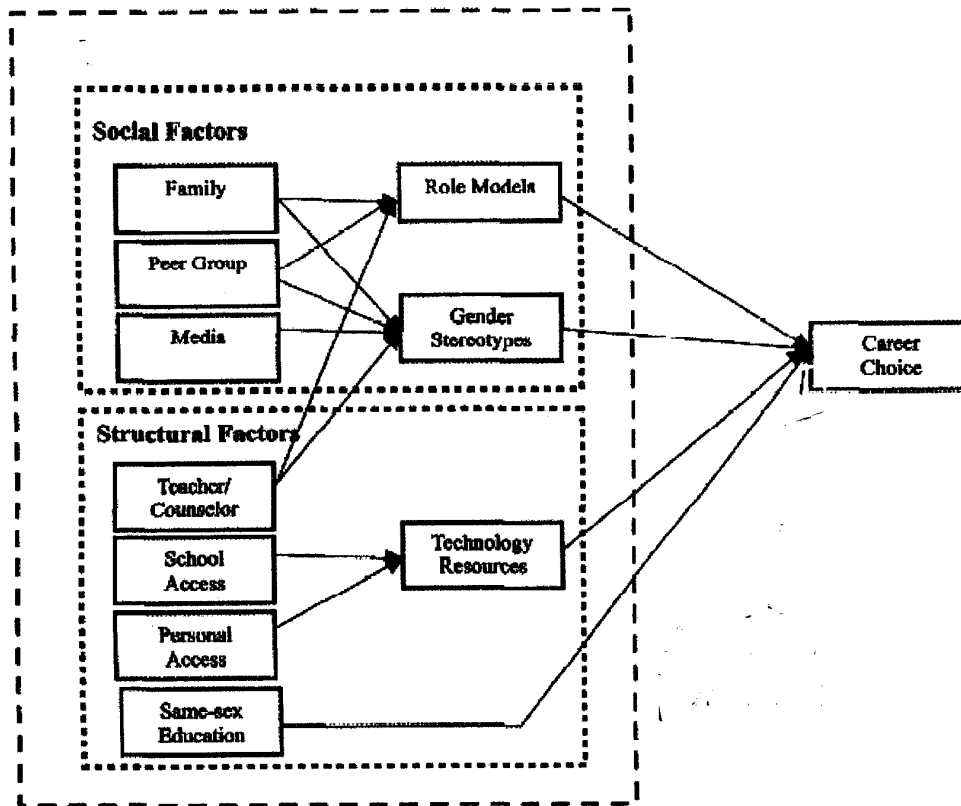 Social Factors
Family
Role Models
Peer Group
Media
Gender
Stereotypes
Career
Choice
Structural Factors
Teacher/
Counselor
School
Access
Technology
Resources
Personal
Access
Same-sex
Education